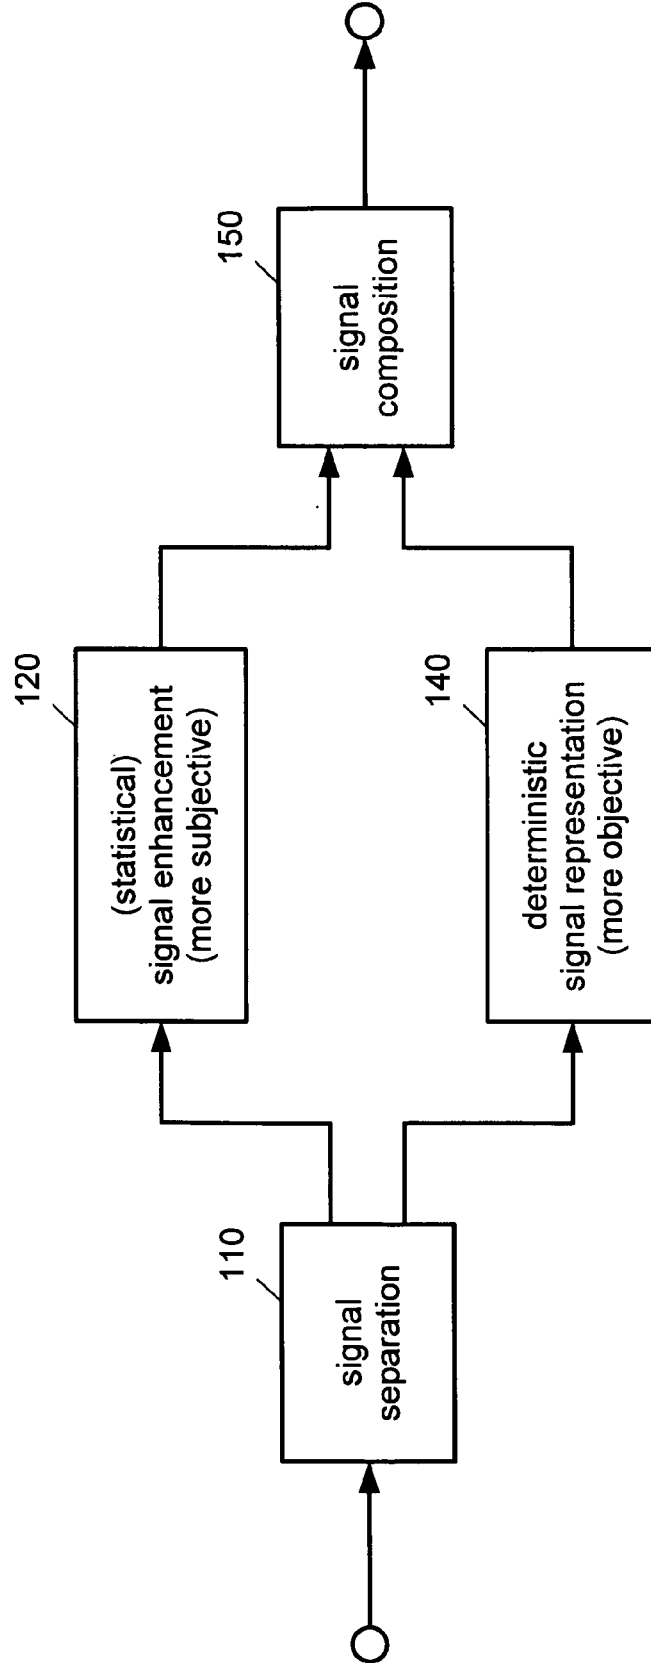 110
signal
separation
120
(statistical)
signal enhancement
(more subjective)
140
deterministic
signal representation
(more objective)
150
signal
composition